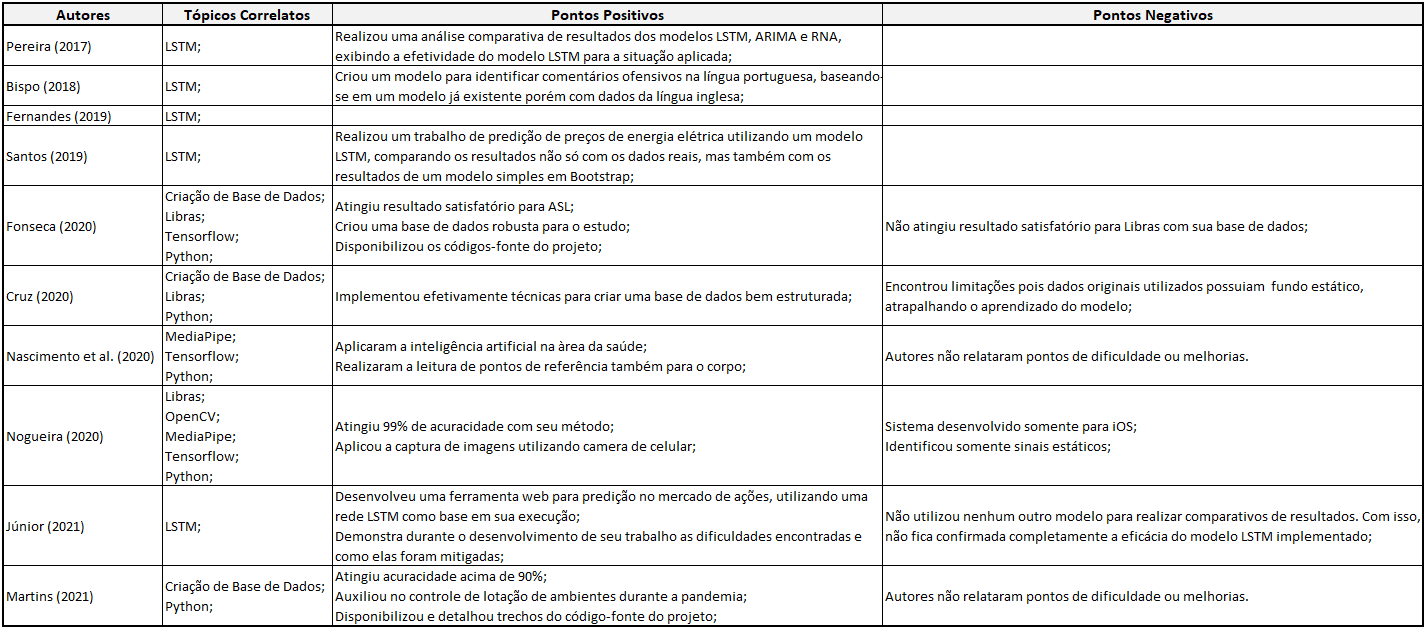 Autores Tópicos Correlatos Pontos Positivos Pontos Negativos
Pereira (2017)
LSTM;
Realizou uma análise comparativa de resultados dos modelos LSTM, ARIMA e RNA,
exibindo a efetividade do modelo LSTM para a situação aplicada;
Bispo (2018)
LSTM;
Criou um modelo para identificar comentários ofensivos na língua portuguesa, baseando-
se em um modelo já existente porém com dados da língua inglesa;
Fernandes (2019)
LSTM;
Santos (2019)
LSTM;
Realizou um trabalho de predição de preços de energia elétrica utilizando um modelo
LSTM, comparando os resultados não só com os dados reais, mas também com os
resultados de um modelo simples em Bootstrap;
Fonseca (2020)
Criação de Base de Dados;
Libras;
Tensorflow;
Python;
Atingiu resultado satisfatório para ASL;
Criou uma base de dados robusta para o estudo;
Disponibilizou os códigos-fonte do projeto;
Não atingiu resultado satisfatório para Libras com sua base de dados;
Cruz (2020)
Criação de Base de Dados;
Libras;
Python;
Implementou efetivamente técnicas para criar uma base de dados bem estruturada;
Encontrou limitações pois dados originais utilizados possuiam  fundo estático,
atrapalhando o aprendizado do modelo;
Nascimento et al. (2020)
MediaPipe;
Tensorflow;
Python;
Aplicaram a inteligência artificial na àrea da saúde;
Realizaram a leitura de pontos de referência também para o corpo;
Autores não relataram pontos de dificuldade ou melhorias.
Nogueira (2020)
Libras;
OpenCV;
MediaPipe;
Tensorflow;
Python;
Atingiu 99% de acuracidade com seu método;
Aplicou a captura de imagens utilizando camera de celular;
Sistema desenvolvido somente para iOS;
Identificou somente sinais estáticos;
Júnior (2021)
LSTM;
Desenvolveu uma ferramenta web para predição no mercado de ações, utilizando uma
rede LSTM como base em sua execução;
Demonstra durante o desenvolvimento de seu trabalho as dificuldades encontradas e
como elas foram mitigadas;
Não utilizou nenhum outro modelo para realizar comparativos de resultados. Com isso,
não fica confirmada completamente a eficácia do modelo LSTM implementado;
Martins (2021)
Criação de Base de Dados;
Python;
Atingiu acuracidade acima de 90%;
Auxiliou no controle de lotação de ambientes durante a pandemia;
Disponibilizou e detalhou trechos do código-fonte do projeto;
Autores não relataram pontos de dificuldade ou melhorias.